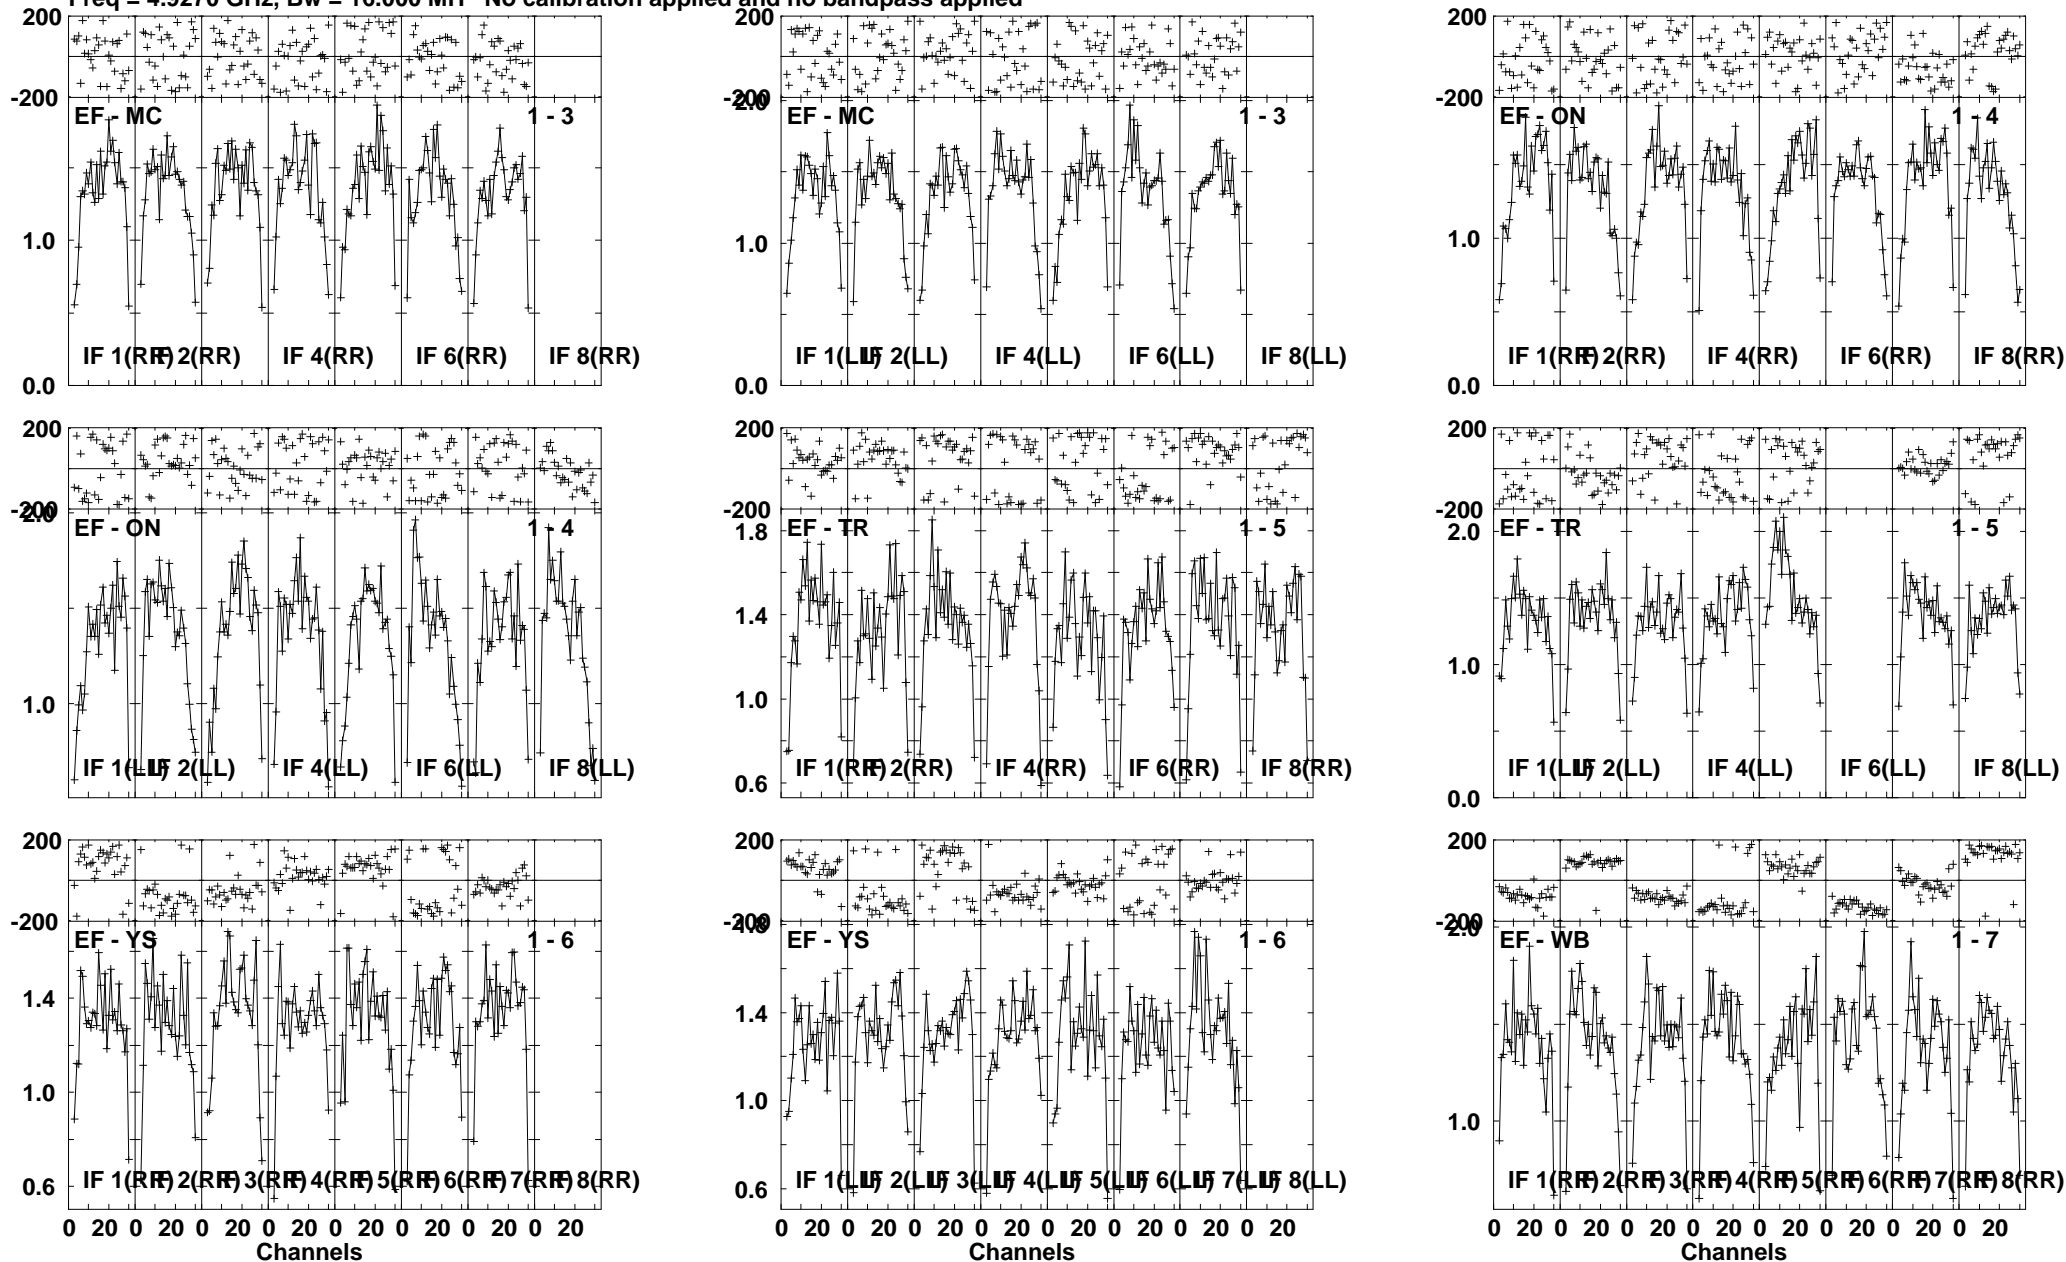 Freq = 4.9276 GHz, Bw = 16.000 MH No calibration applied and no bandpass applied
200
-200
EF - MC 1 - 3
1.0
0.0
IF 1(RR) IF 2(RR) IF 4(RR) IF 6(RR) IF 8(RR)
200
-200
2.0
EF - MC 1 - 3
1.0
0.0
IF 1(LL) IF 2(LL) IF 4(LL) IF 6(LL) IF 8(LL)
200
-200
EF - ON 1 - 4
1.0
0.0
IF 1(RR) IF 2(RR) IF 4(RR) IF 6(RR) IF 8(RR)
200
-200
2.0
EF - ON 1 - 4
1.0
IF 1(LL) IF 2(LL) IF 4(LL) IF 6(LL) IF 8(LL)
200
-200
1.8
EF - TR 1 - 5
1.4
1.0
0.6
IF 1(RR) IF 2(RR) IF 4(RR) IF 6(RR) IF 8(RR)
200
-200
2.0
EF - TR 1 - 5
1.0
0.0
IF 1(LL) IF 2(LL) IF 4(LL) IF 6(LL) IF 8(LL)
200
-200
EF - YS 1 - 6
1.4
1.0
0.6
IF 1(RR) IF 2(RR) IF 3(RR) IF 4(RR) IF 5(RR) IF 6(RR) IF 7(RR) IF 8(RR)
0 20 0 20 0 20 0 20 0 20 0 20 0 20 0 20
Channels
200
-200
1.8
EF - YS 1 - 6
1.4
1.0
0.6
IF 1(LL) IF 2(LL) IF 3(LL) IF 4(LL) IF 5(LL) IF 6(LL) IF 7(LL) IF 8(LL)
0 20 0 20 0 20 0 20 0 20 0 20 0 20 0 20
Channels
200
-200
2.0
EF - WB 1 - 7
1.0
IF 1(RR) IF 2(RR) IF 3(RR) IF 4(RR) IF 5(RR) IF 6(RR) IF 7(RR) IF 8(RR)
0 20 0 20 0 20 0 20 0 20 0 20 0 20 0 20
Channels